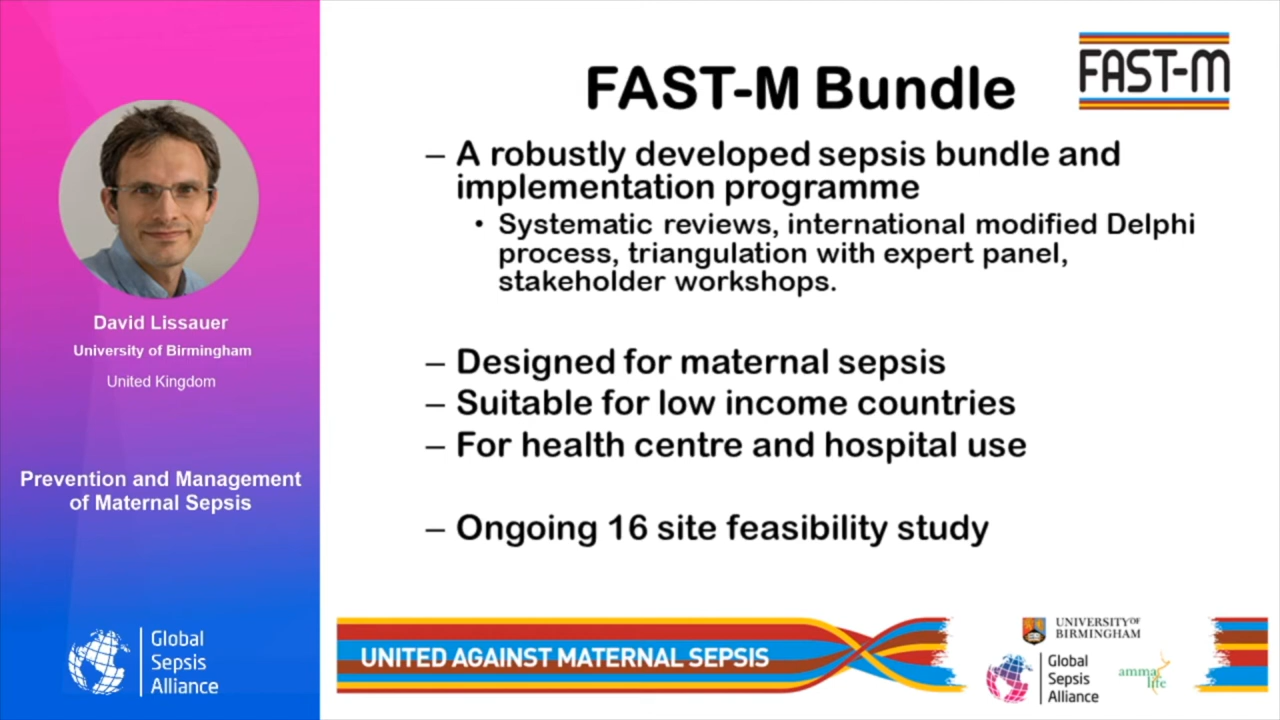 David Lissauer
University of Birmingham
United Kingdom
Prevention and Management
of Maternal Sepsis
Global
Sepsis
Alliance
FAST-M Bundle
FAST-M
– A robustly developed sepsis bundle and
implementation programme
• Systematic reviews, international modified Delphi
process, triangulation with expert panel,
stakeholder workshops.
– Designed for maternal sepsis
– Suitable for low income countries
– For health centre and hospital use
– Ongoing 16 site feasibility study
UNITED AGAINST MATERNAL SEPSIS
UNIVERSITY OF
BIRMINGHAM
Global
Sepsis
Alliance
amma
life